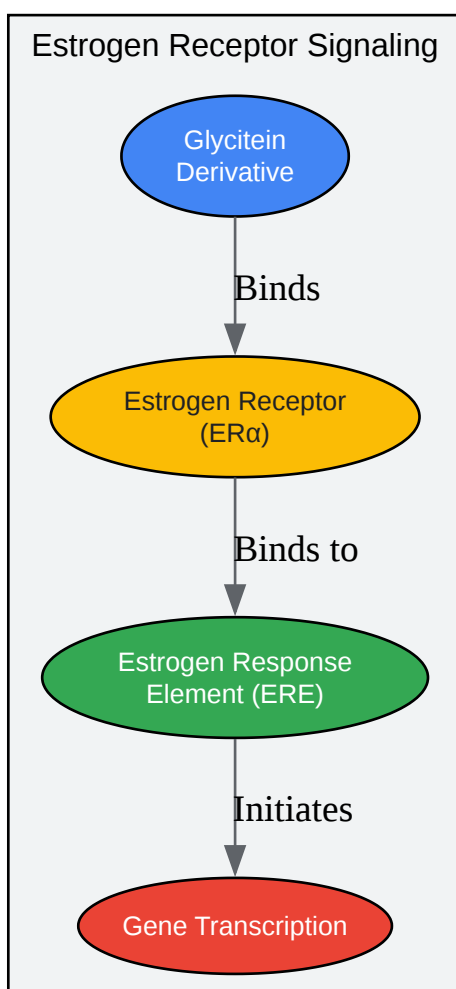 Estrogen Receptor Signaling
Glycitein
Derivative
Binds
Estrogen Receptor
(ERα)
Binds to
Estrogen Response
Element (ERE)
Initiates
Gene Transcription